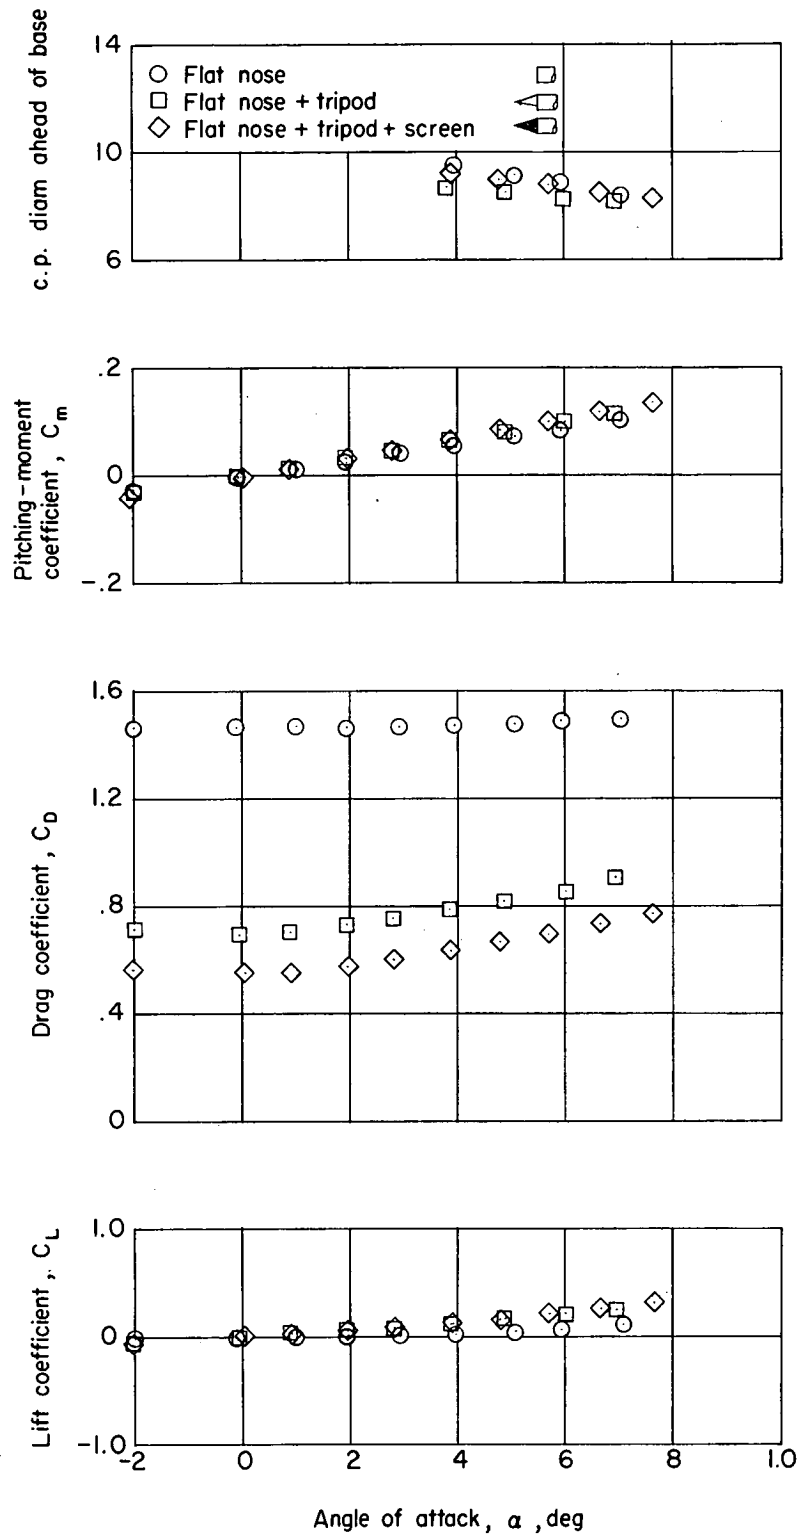 14
10
6
c.p. diam ahead of base
Flat nose
Flat nose + tripod
Flat nose + tripod + screen
.2
0
-.2
Pitching-moment
coefficient, Cm
1.6
1.2
.8
.4
0
Drag coefficient, CD
1.0
0
-1.0
Lift coefficient, CL
-2 0 2 4 6 8 1.0
Angle of attack, α, deg